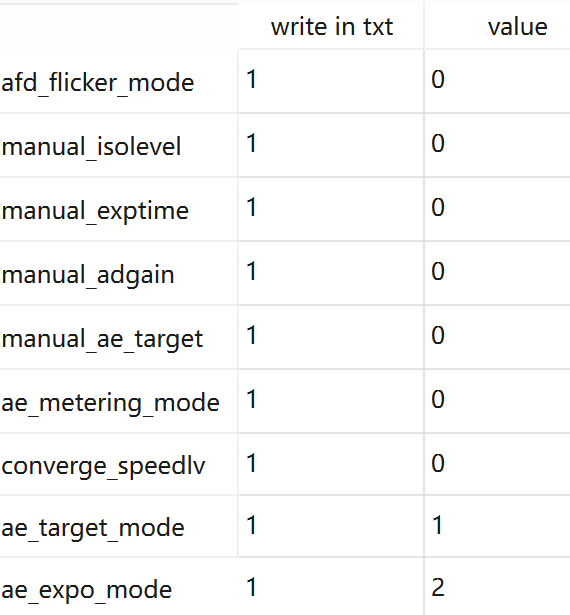 write in txt value
afd_flicker_mode 1 0
manual_isolevel 1 0
manual_exptime 1 0
manual_adgain 1 0
manual_ae_target 1 0
ae_metering_mode 1 0
converge_speedlv 1 0
ae_target_mode 1 1
ae_expo_mode 1 2